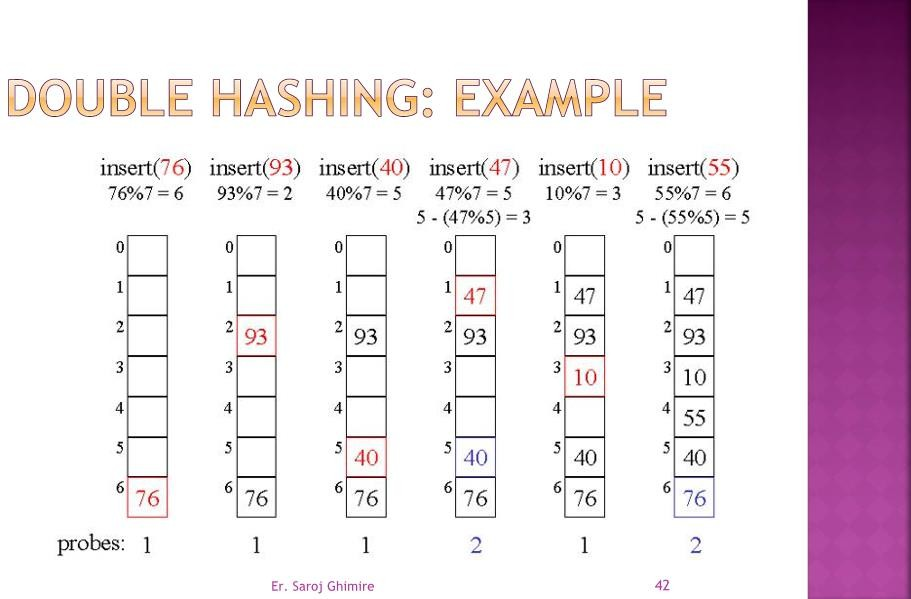 DOUBLE HASHING: EXAMPLE
insert(76) insert(93) insert(40) insert(47) insert(10) insert(55)
76%7 = 6 93%7 = 2 40%7 = 5 47%7 = 5 10%7 = 3 55%7 = 6
5 - (47%5) = 3 5 - (55%5) = 5
0 0 0 0 0 0
1 1 1 1 47 1 47 1 47
2 2 93 2 93 2 93 2 93 2 93
3 3 3 3 3 10 3 10
4 4 4 4 4 4 55
5 5 5 40 5 40 5 40 5 40
6 76 6 76 6 76 6 76 6 76 6 76
probes: 1 1 1 2 1 2
Er. Saroj Ghimire 42